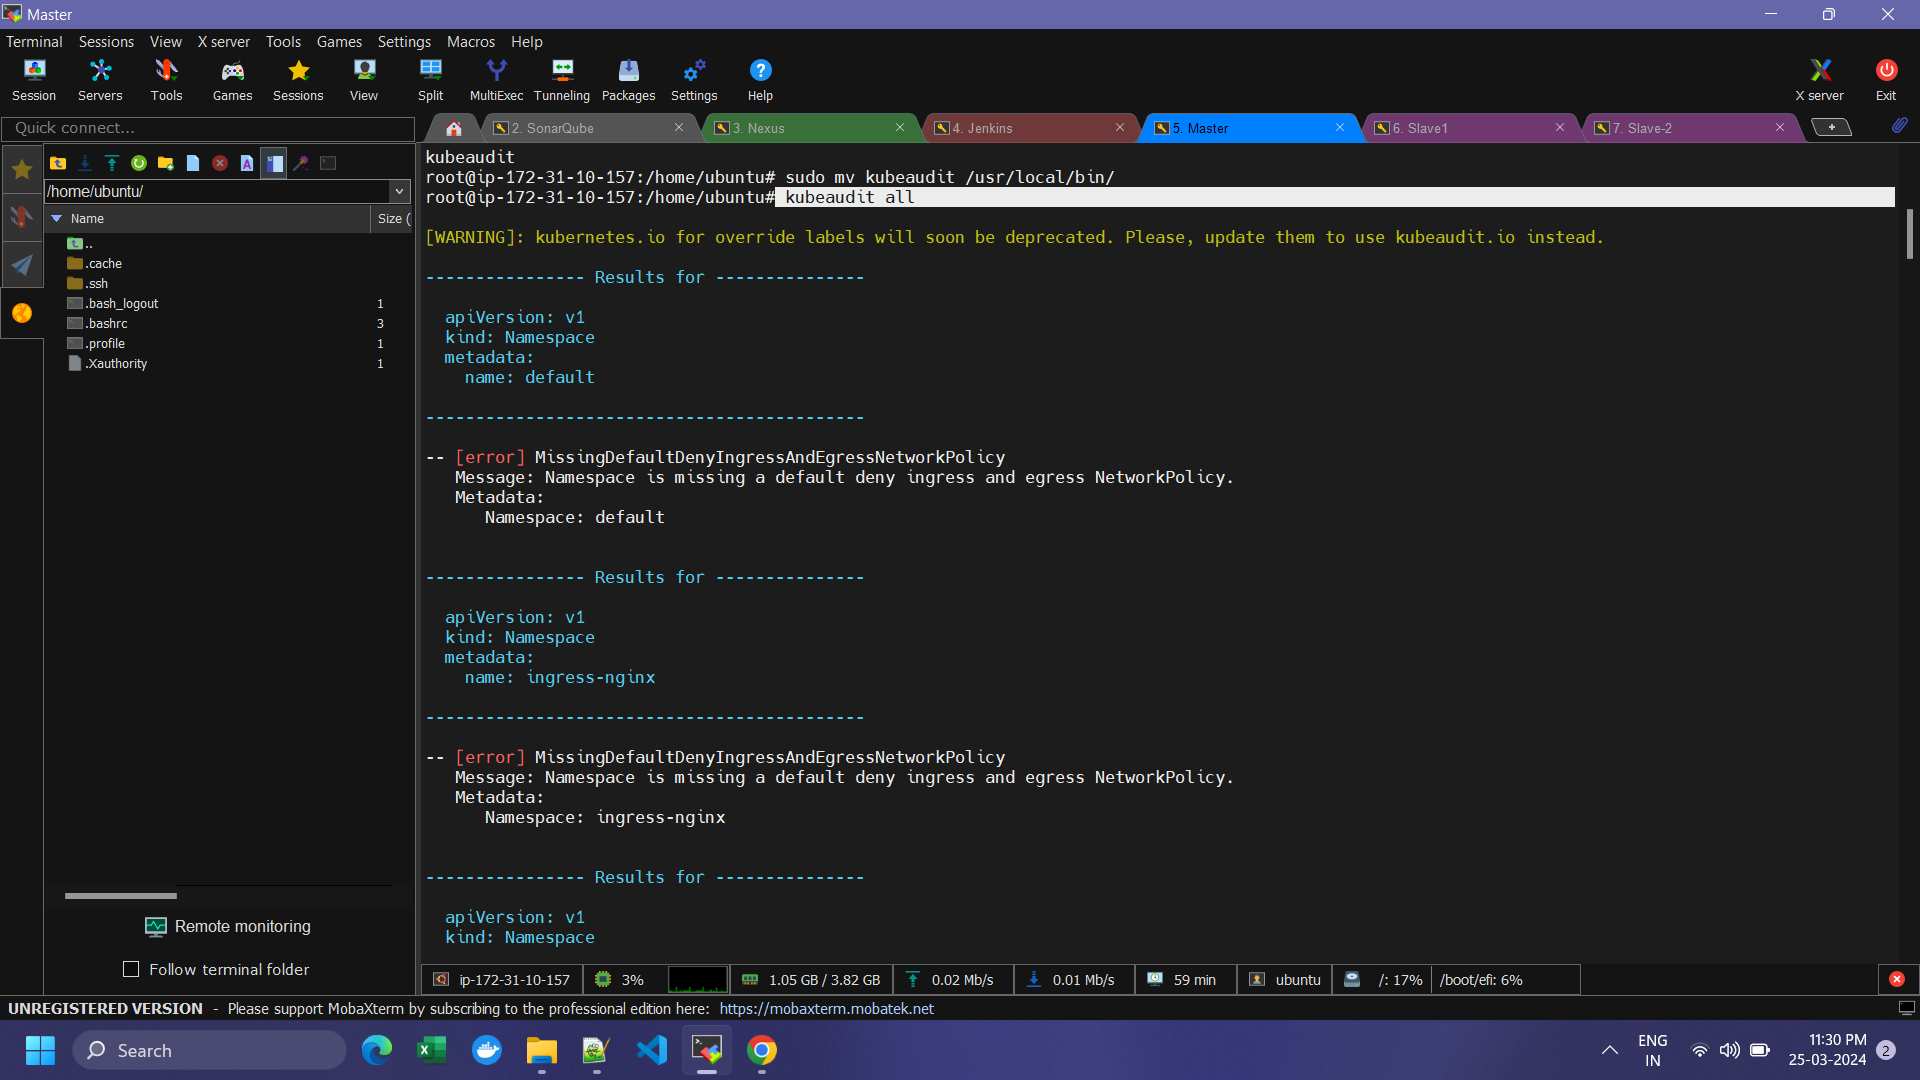 Master
Terminal Sessions View X server Tools Games Settings Macros Help
Session Servers Tools Games Sessions View Split MultiExec Tunneling Packages Settings Help X server Exit
Quick connect...
2. SonarQube
3. Nexus
4. Jenkins
5. Master
6. Slave1
7. Slave-2
/home/ubuntu/
Name Size (
..
.cache
.ssh
.bash_logout 1
.bashrc 3
.profile 1
.Xauthority 1
Remote monitoring
Follow terminal folder
kubeaudit
root@ip-172-31-10-157:/home/ubuntu# sudo mv kubeaudit /usr/local/bin/
root@ip-172-31-10-157:/home/ubuntu# kubeaudit all
[WARNING]: kubernetes.io for override labels will soon be deprecated. Please, update them to use kubeaudit.io instead.
---------------- Results for ---------------
apiVersion: v1
kind: Namespace
metadata:
name: default
--------------------------------------------
-- [error] MissingDefaultDenyIngressAndEgressNetworkPolicy
Message: Namespace is missing a default deny ingress and egress NetworkPolicy.
Metadata:
Namespace: default
---------------- Results for ---------------
apiVersion: v1
kind: Namespace
metadata:
name: ingress-nginx
--------------------------------------------
-- [error] MissingDefaultDenyIngressAndEgressNetworkPolicy
Message: Namespace is missing a default deny ingress and egress NetworkPolicy.
Metadata:
Namespace: ingress-nginx
---------------- Results for ---------------
apiVersion: v1
kind: Namespace
ip-172-31-10-157 3% 1.05 GB / 3.82 GB 0.02 Mb/s 0.01 Mb/s 59 min ubuntu /: 17% /boot/efi: 6%
UNREGISTERED VERSION - Please support MobaXterm by subscribing to the professional edition here: https://mobaxterm.mobatek.net
Search
ENG
IN
11:30 PM
25-03-2024
2